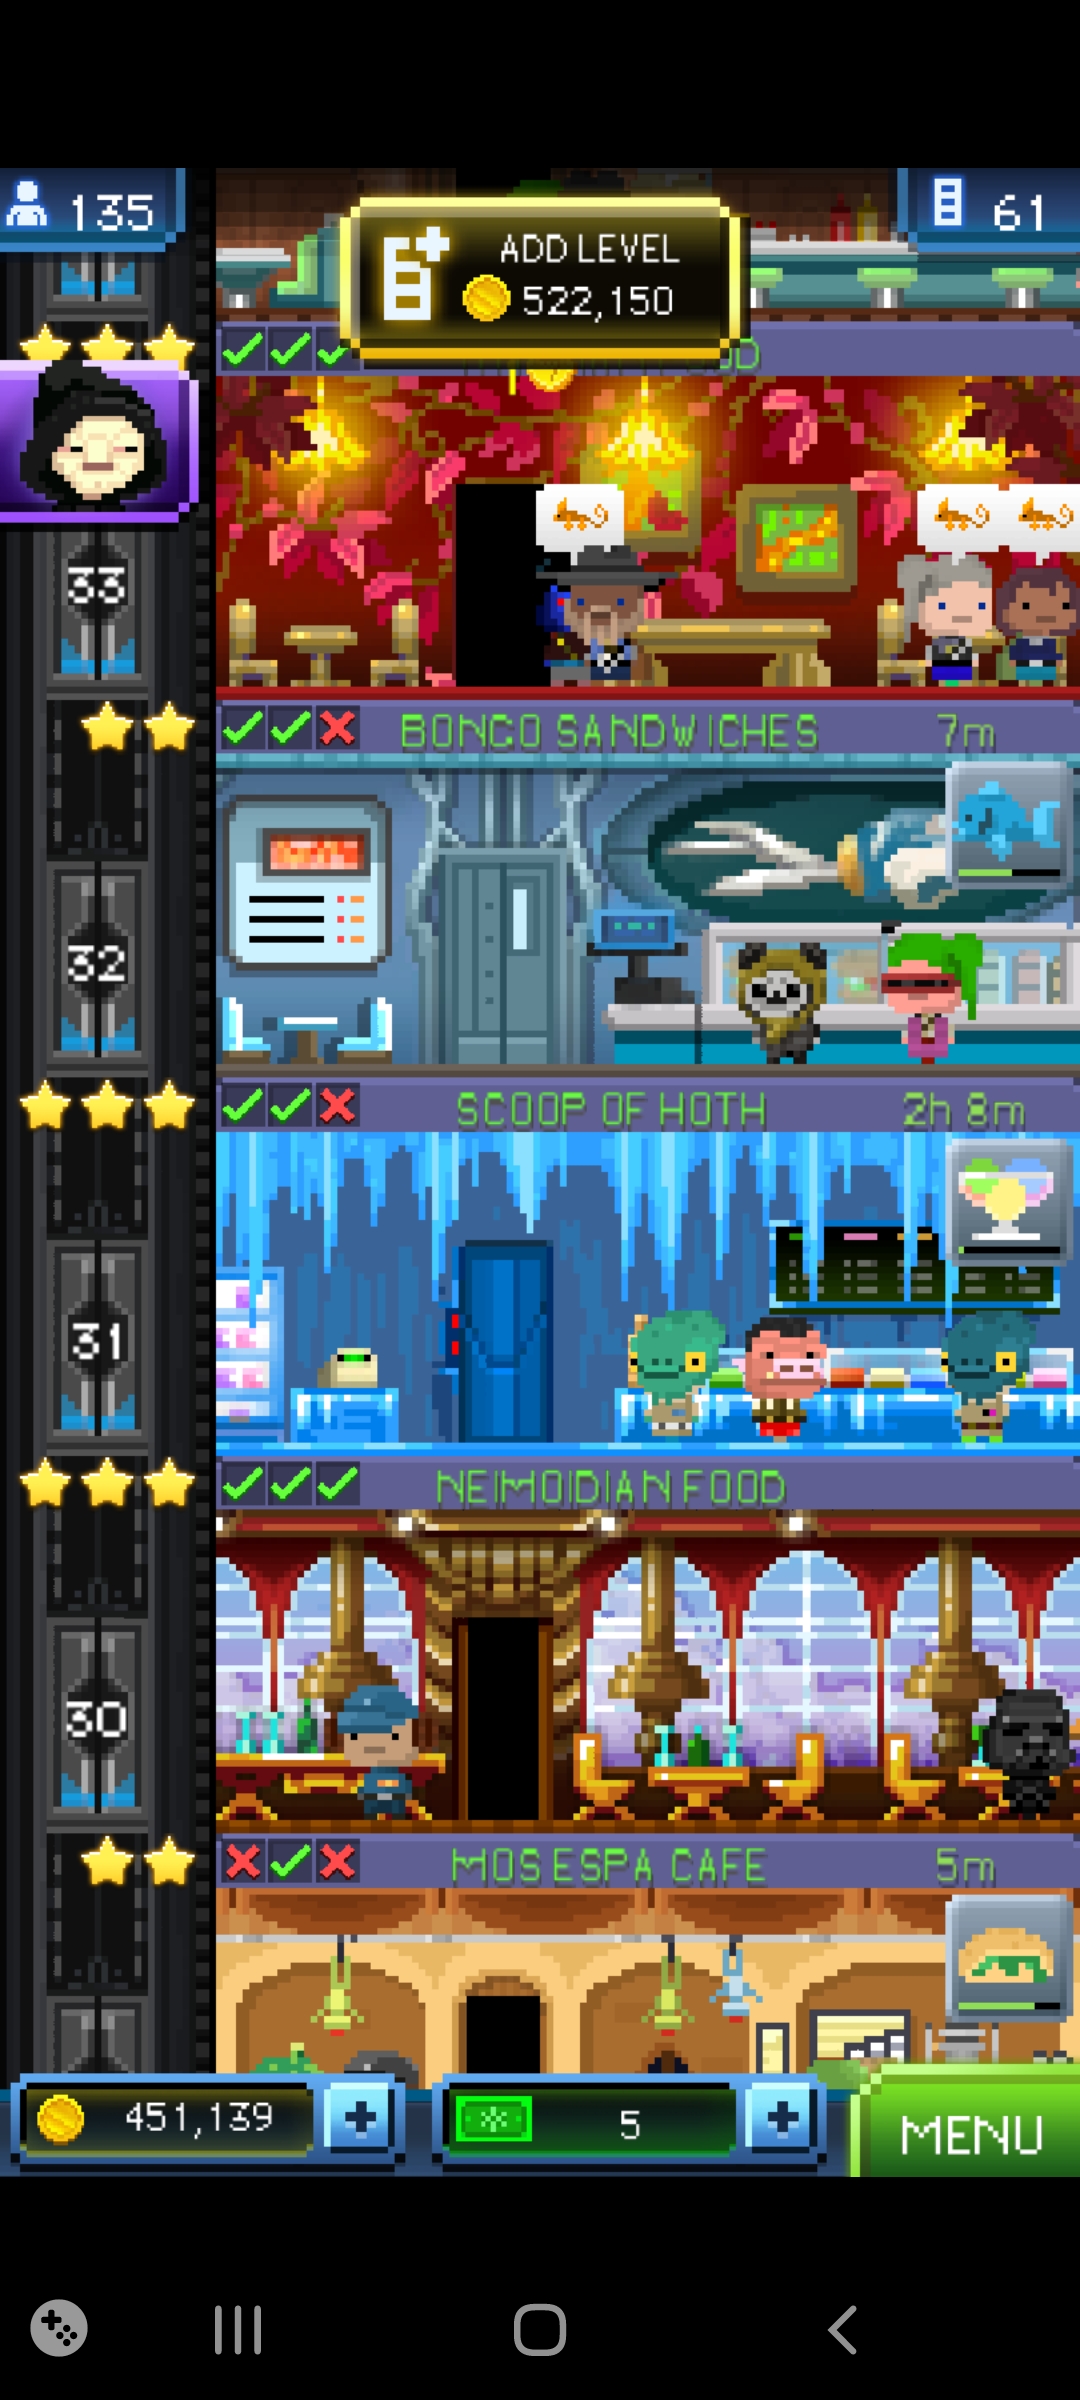 135
61
ADD LEVEL
522,150
33
BONGO SANDWICHES 7m
32
SCOOP OF HOTH 2h 8m
31
NEIMOIDIAN FOOD
30
MOS ESPA CAFE 5m
451,139
5
MENU